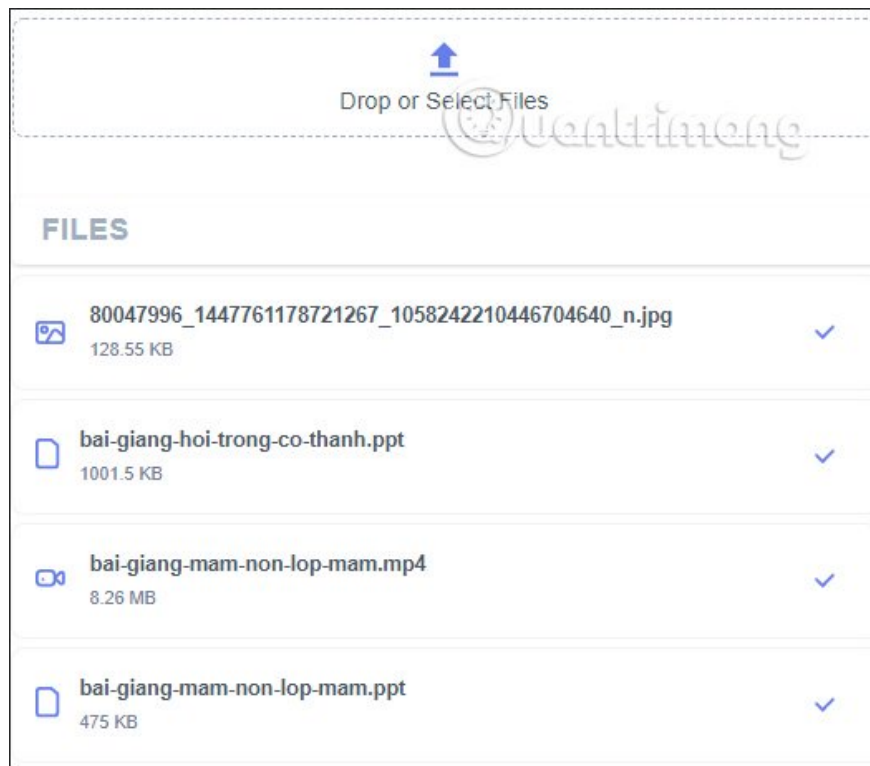 Drop or Select Files
Quantrimang
FILES
80047996_1447761178721267_1058242210446704640_n.jpg
128.55 KB
bai-giang-hoi-trong-co-thanh.ppt
1001.5 KB
bai-giang-mam-non-lop-mam.mp4
8.26 MB
bai-giang-mam-non-lop-mam.ppt
475 KB